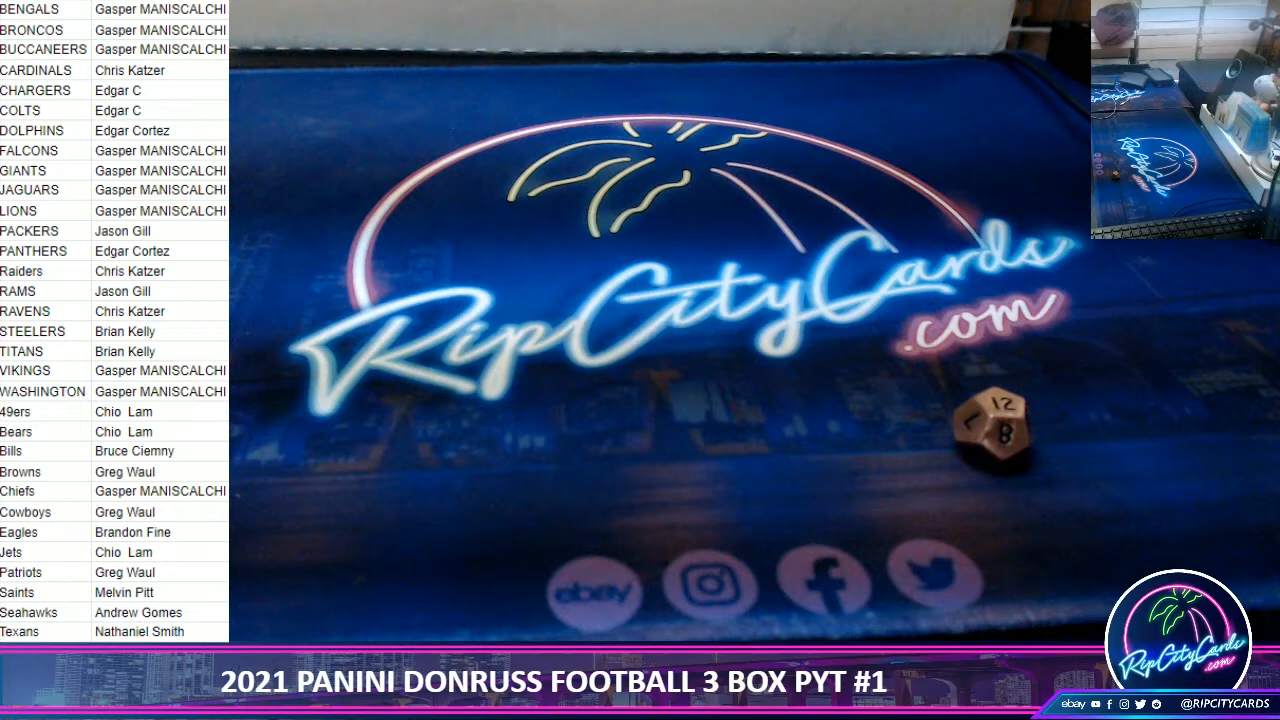 BENGALS Gasper MANISCALCHI
BRONCOS Gasper MANISCALCHI
BUCCANEERS Gasper MANISCALCHI
CARDINALS Chris Katzer
CHARGERS Edgar C
COLTS Edgar C
DOLPHINS Edgar Cortez
FALCONS Gasper MANISCALCHI
GIANTS Gasper MANISCALCHI
JAGUARS Gasper MANISCALCHI
LIONS Gasper MANISCALCHI
PACKERS Jason Gill
PANTHERS Edgar Cortez
Raiders Chris Katzer
RAMS Jason Gill
RAVENS Chris Katzer
STEELERS Brian Kelly
TITANS Brian Kelly
VIKINGS Gasper MANISCALCHI
WASHINGTON Gasper MANISCALCHI
49ers Chio Lam
Bears Chio Lam
Bills Bruce Ciemny
Browns Greg Waul
Chiefs Gasper MANISCALCHI
Cowboys Greg Waul
Eagles Brandon Fine
Jets Chio Lam
Patriots Greg Waul
Saints Melvin Pitt
Seahawks Andrew Gomes
Texans Nathaniel Smith
RipCityCards
.com
12
8
ebay
RipCityCards
.com
RipCityCards
.com
2021 PANINI DONRUSS FOOTBALL 3 BOX PYT #1
ebay @RIPCITYCARDS